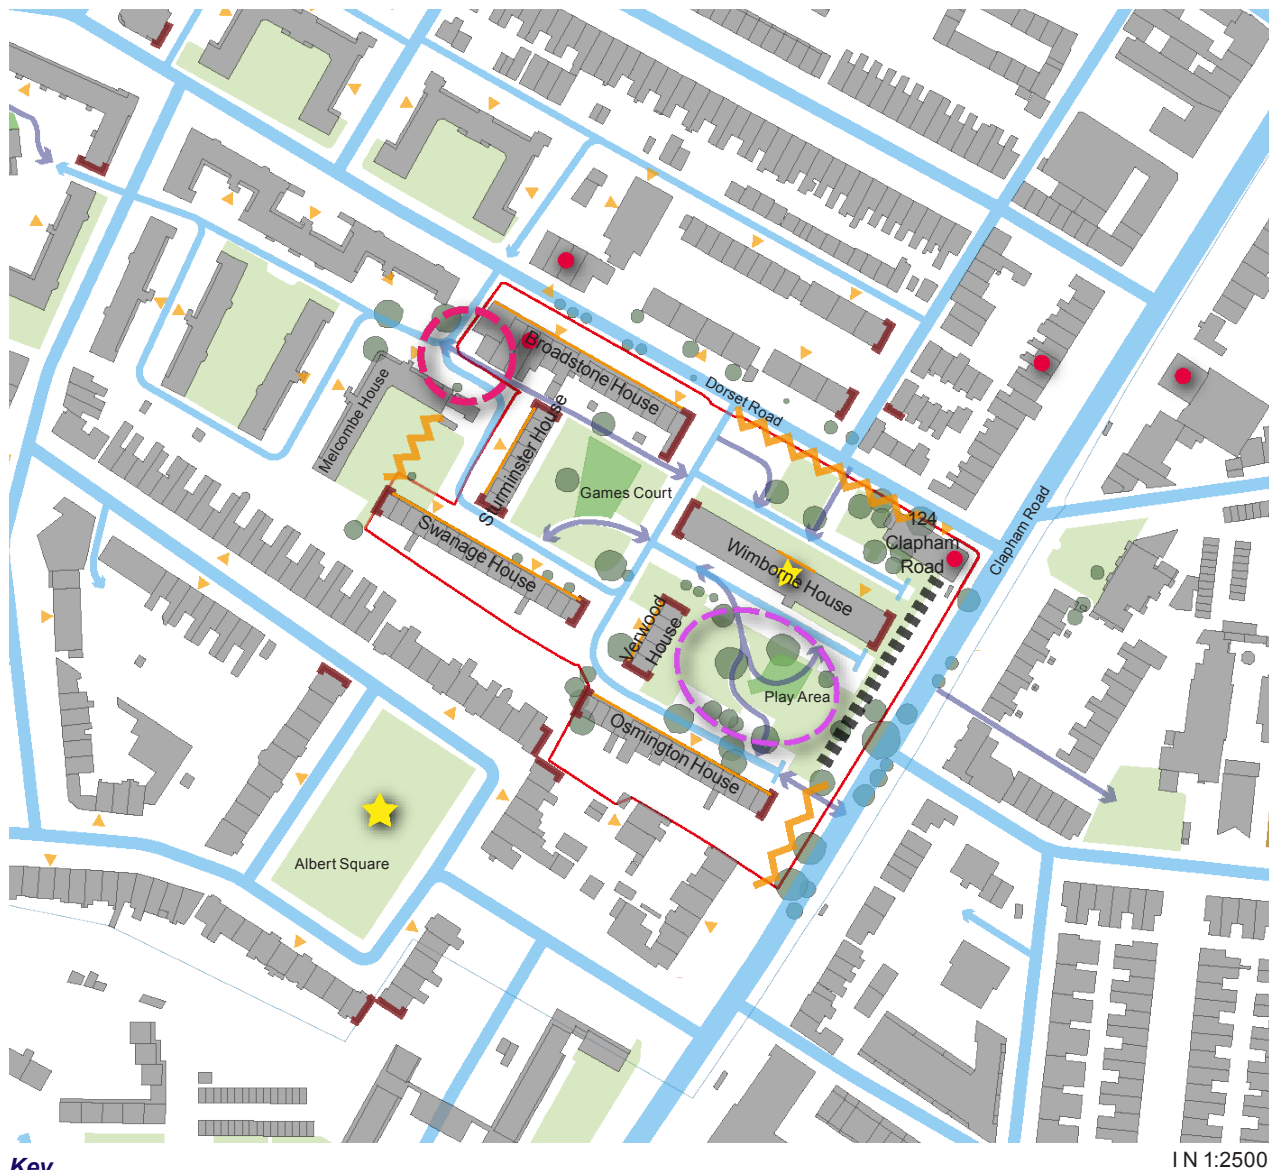 Broadstone House
Dorset Road
Melcombe House
Sturminster House
Games Court
Swanage House
124
Clapham
Road
Clapham Road
Wimborne House
Verwood
House
Play Area
Osmington House
Albert Square
Key
I N 1:2500